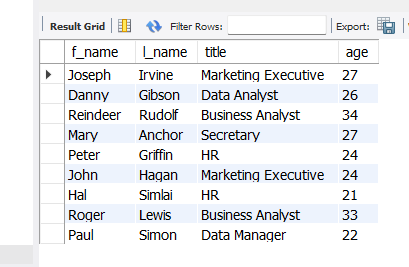 Result Grid Filter Rows: Export:
f_name l_name title age
Joseph Irvine Marketing Executive 27
Danny Gibson Data Analyst 26
Reindeer Rudolf Business Analyst 34
Mary Anchor Secretary 27
Peter Griffin HR 24
John Hagan Marketing Executive 24
Hal Simlai HR 21
Roger Lewis Business Analyst 33
Paul Simon Data Manager 22